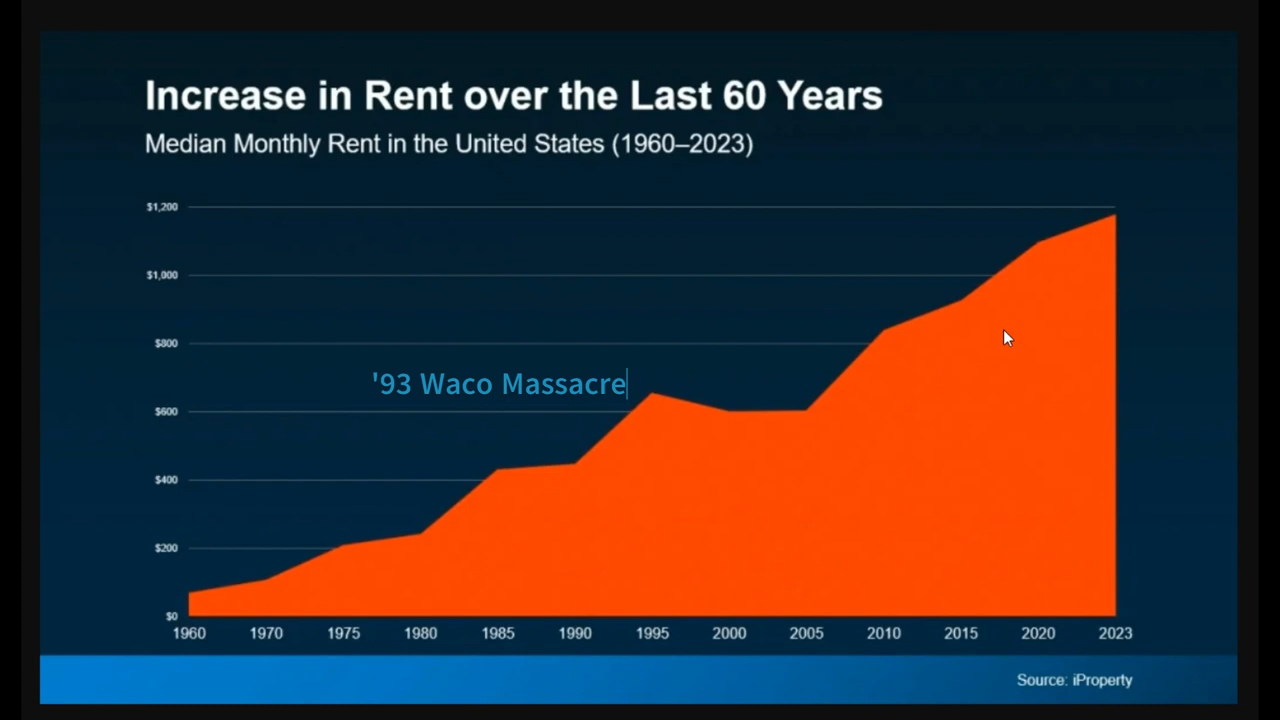 Increase in Rent over the Last 60 Years
Median Monthly Rent in the United States (1960–2023)
$1,200
$1,000
$800
'93 Waco Massacre
$600
$400
$200
$0
1960 1970 1975 1980 1985 1990 1995 2000 2005 2010 2015 2020 2023
Source: iProperty